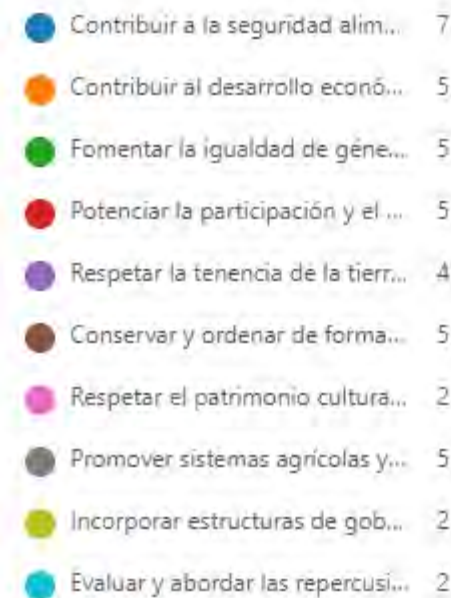 Contribuir a la seguridad alim... 7
Contribuir al desarrollo econó... 5
Fomentar la igualdad de géne... 5
Potenciar la participación y el ... 5
Respetar la tenencia de la tierr... 4
Conservar y ordenar de forma... 5
Respetar el patrimonio cultura... 2
Promover sistemas agrícolas y... 5
Incorporar estructuras de gob... 2
Evaluar y abordar las repercusi... 2